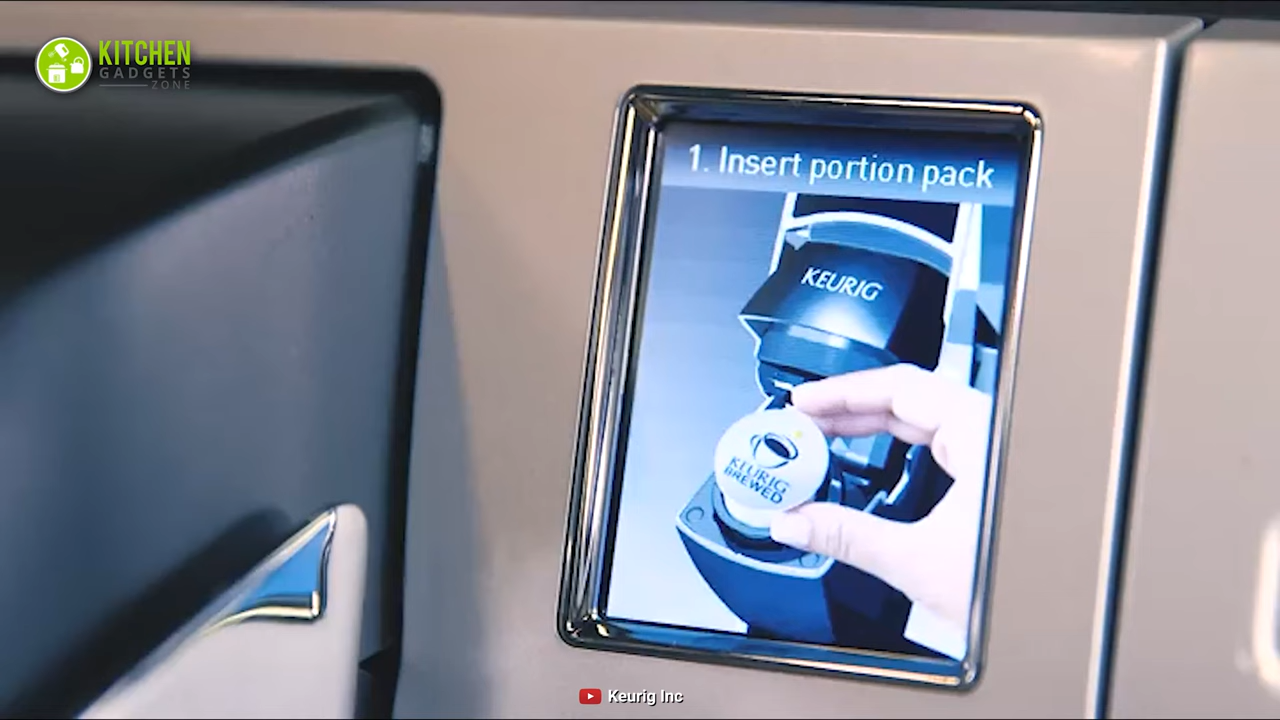 KITCHEN
GADGETS
ZONE
1. Insert portion pack
KEURIG
KEURIG
BREWED
Keurig Inc